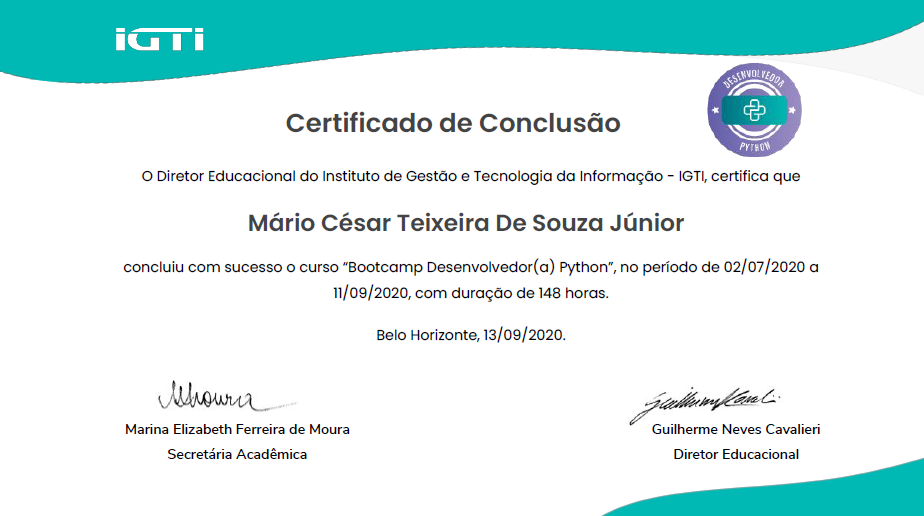 iGTi
DESENVOLVEDOR
PYTHON
Certificado de Conclusão
O Diretor Educacional do Instituto de Gestão e Tecnologia da Informação - IGTI, certifica que
Mário César Teixeira De Souza Júnior
concluiu com sucesso o curso “Bootcamp Desenvolvedor(a) Python”, no período de 02/07/2020 a
11/09/2020, com duração de 148 horas.
Belo Horizonte, 13/09/2020.
Marina Elizabeth Ferreira de Moura
Secretária Acadêmica
Guilherme Neves Cavalieri
Diretor Educacional